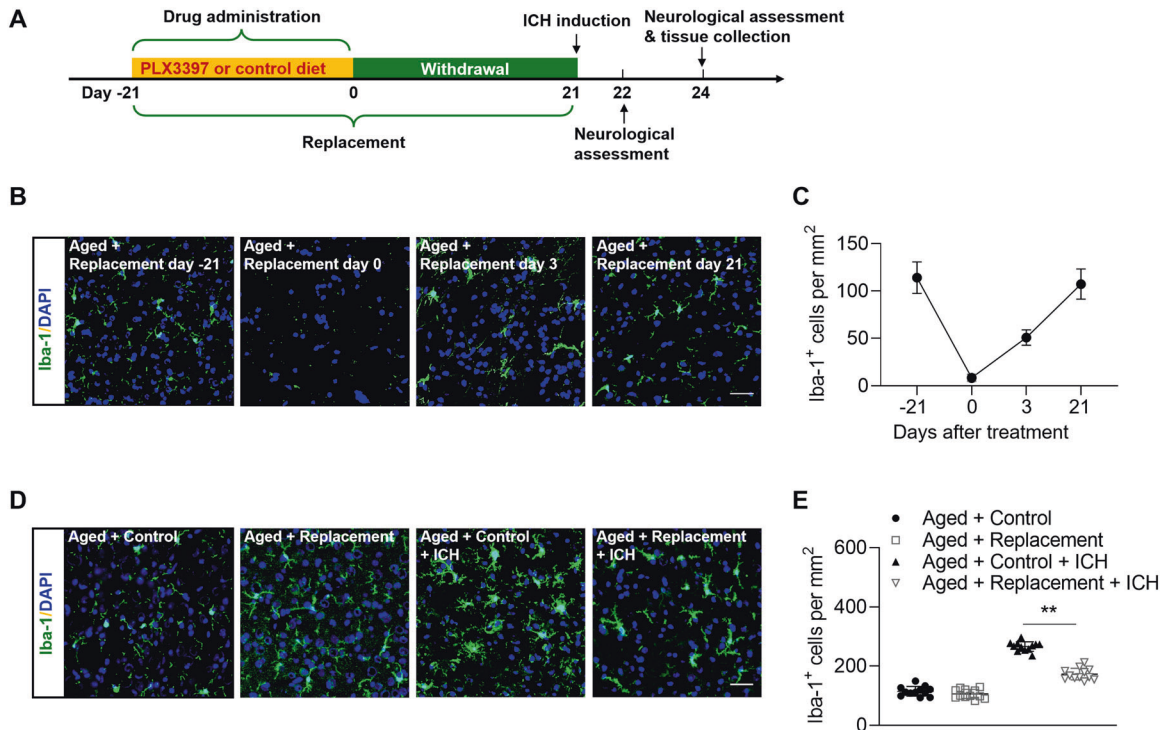 A
Drug administration
ICH induction
Neurological assessment
& tissue collection
PLX3397 or control diet
Withdrawal
Day -21
0
21
22
24
Replacement
Neurological
assessment
B
Iba-1/DAPI
Aged +
Replacement day -21
Aged +
Replacement day 0
Aged +
Replacement day 3
Aged +
Replacement day 21
C
Iba-1+ cells per mm2
150
100
50
0
-21
0
3
21
Days after treatment
D
Iba-1/DAPI
Aged + Control
Aged + Replacement
Aged + Control
+ ICH
Aged + Replacement
+ ICH
E
Aged + Control
Aged + Replacement
Aged + Control + ICH
Aged + Replacement + ICH
Iba-1+ cells per mm2
600
400
200
0
**